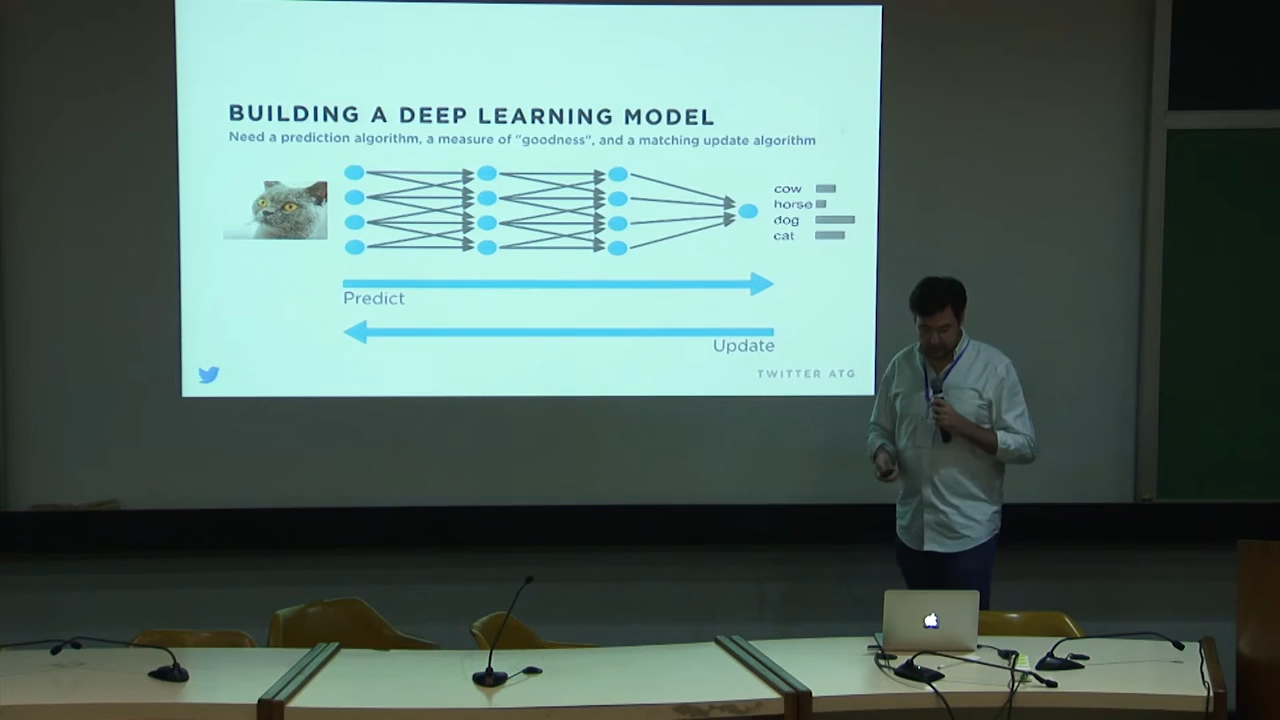 BUILDING A DEEP LEARNING MODEL
Need a prediction algorithm, a measure of "goodness", and a matching update algorithm
cow
horse
dog
cat
Predict
Update
TWITTER ATG